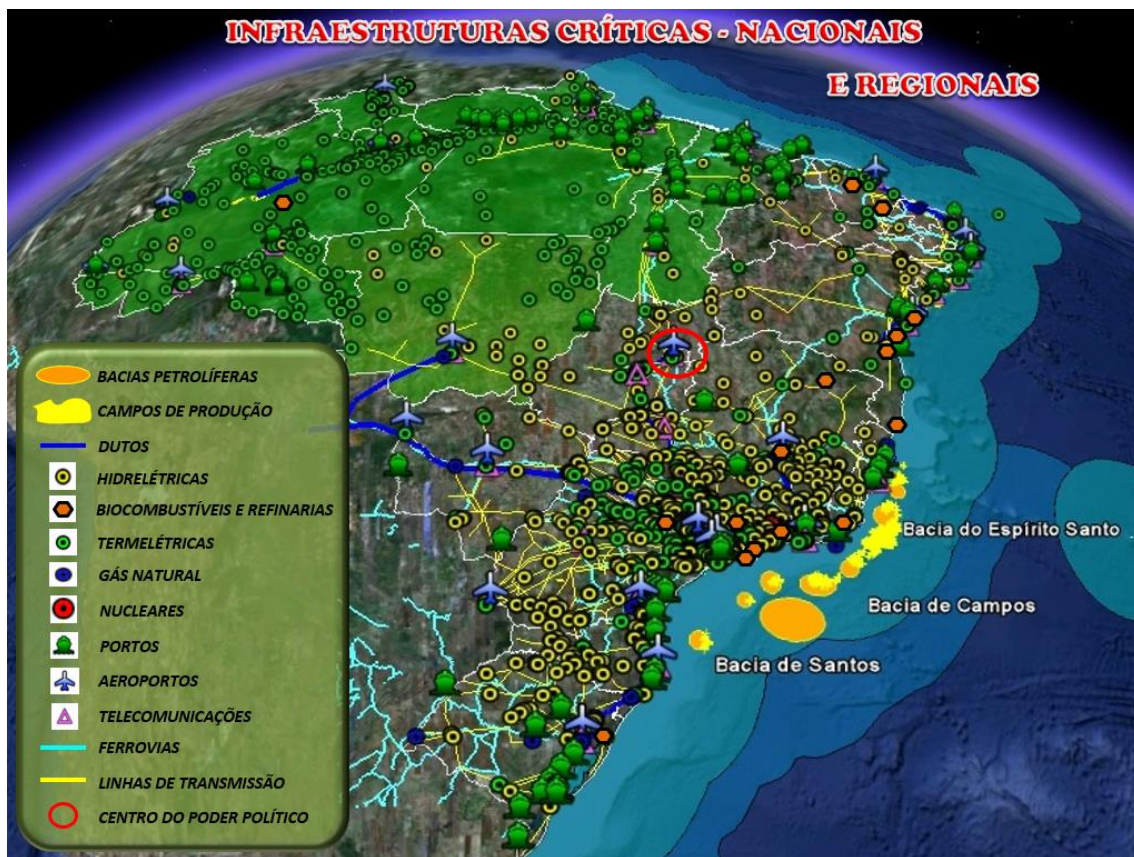 INFRAESTRUTURAS CRÍTICAS - NACIONAIS
E REGIONAIS
BACIAS PETROLÍFERAS
CAMPOS DE PRODUÇÃO
DUTOS
HIDRELÉTRICAS
BIOCOMBUSTÍVEIS E REFINARIAS
TERMELÉTRICAS
GÁS NATURAL
NUCLEARES
PORTOS
AEROPORTOS
TELECOMUNICAÇÕES
FERROVIAS
LINHAS DE TRANSMISSÃO
CENTRO DO PODER POLÍTICO
Bacia do Espírito Santo
Bacia de Campos
Bacia de Santos